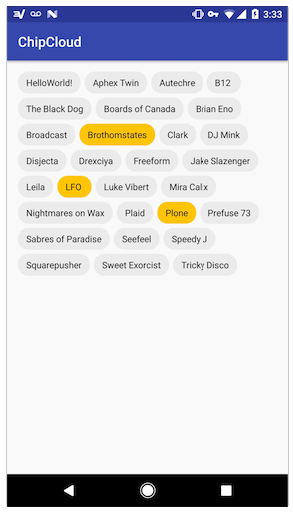 3:33
ChipCloud
HelloWorld! Aphex Twin Autechre B12
The Black Dog Boards of Canada Brian Eno
Broadcast Brothomstates Clark DJ Mink
Disjecta Drexciya Freeform Jake Slazenger
Leila LFO Luke Vibert Mira Calix
Nightmares on Wax Plaid Plone Prefuse 73
Sabres of Paradise Seefeel Speedy J
Squarepusher Sweet Exorcist Tricky Disco